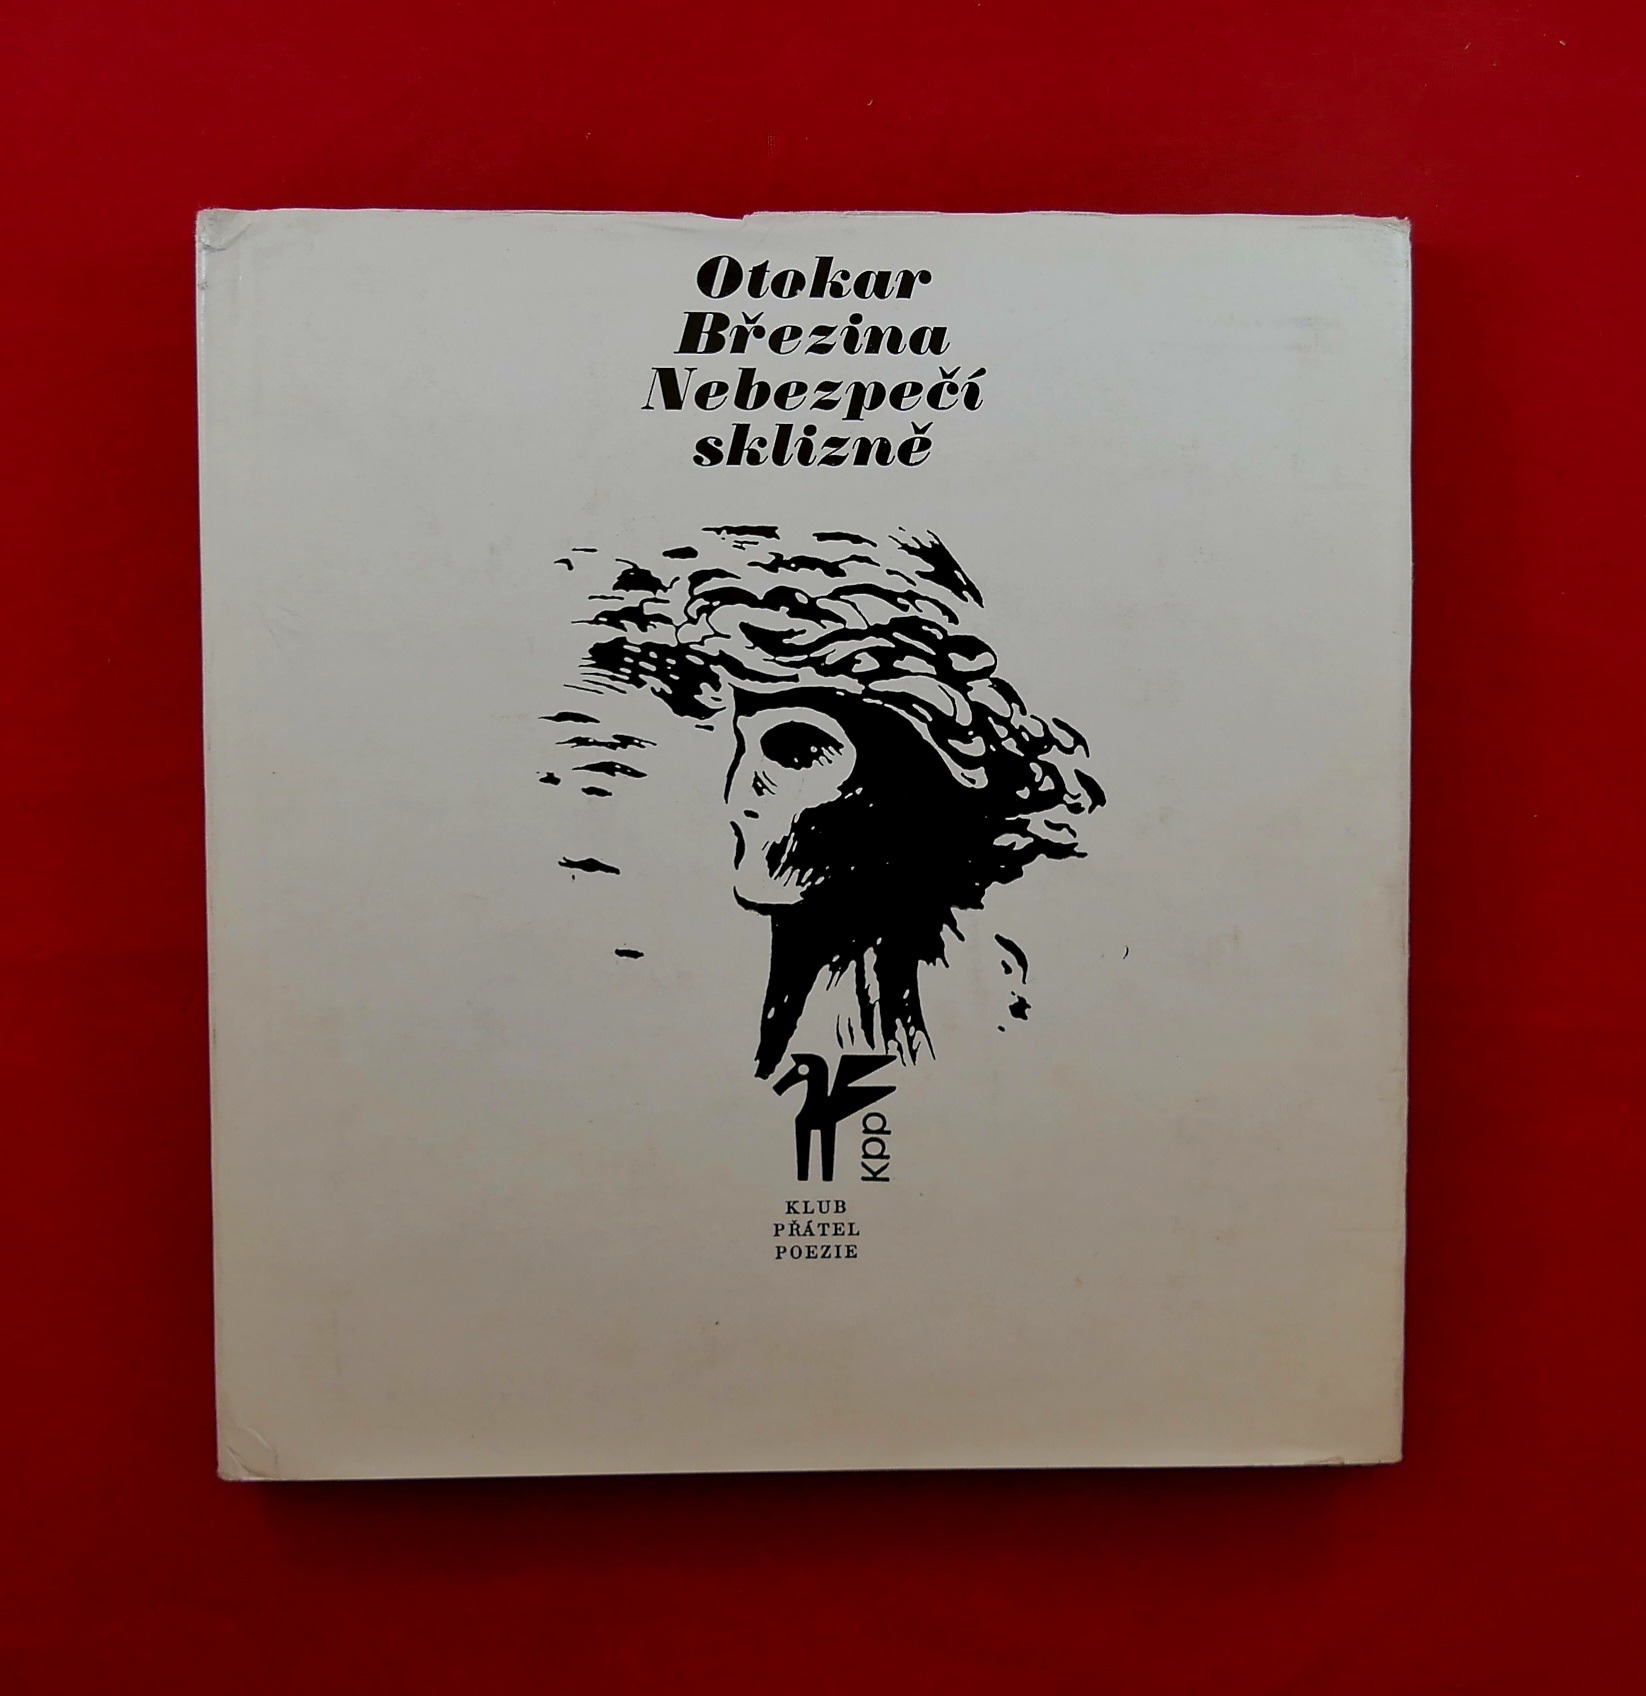 Otokar
Březina
Nebezpečí
sklizně
kpp
KLUB
PŘÁTEL
POEZIE